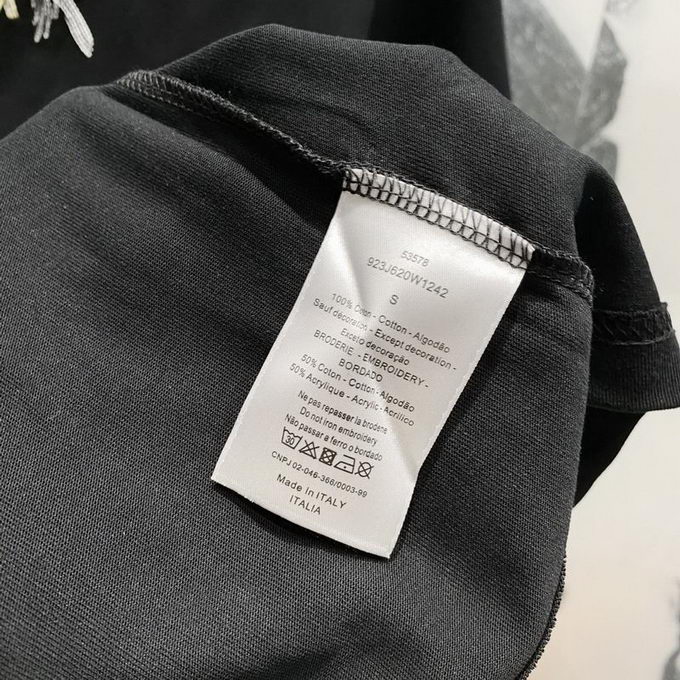 53578
923J620W1242
S
100% Coton - Cotton - Algodão
Sauf décoration - Except decoration -
Exceto decoração
BRODERIE - EMBROIDERY -
BORDADO
50% Coton - Cotton - Algodão
50% Acrylique - Acrylic - Acrílico
Ne pas repasser la broderie
Do not iron embroidery
Não passar a ferro o bordado
30
CNPJ 02-046-366/0003-99
Made in ITALY
ITALIA